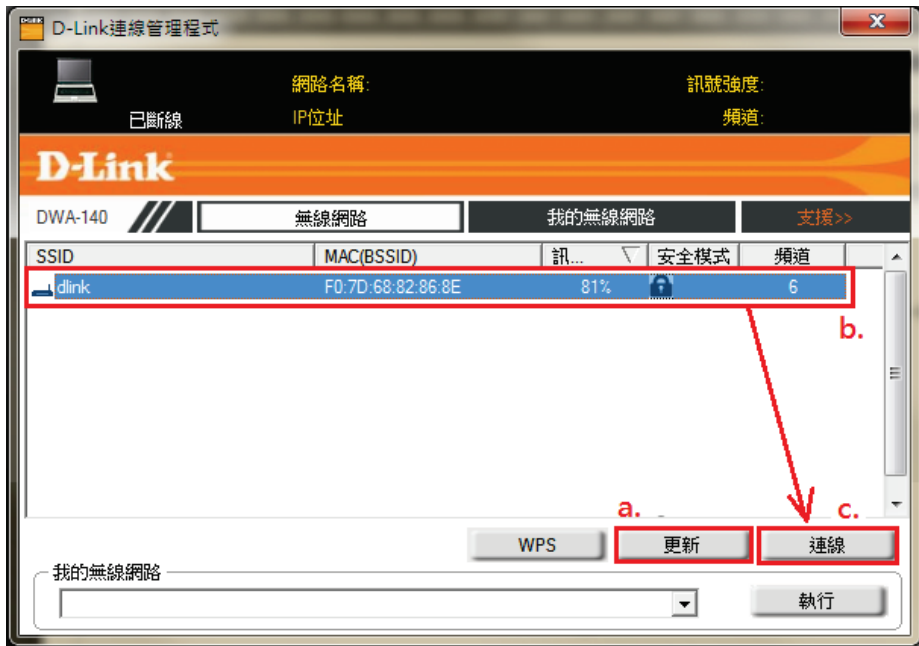 D-Link連線管理程式
網路名稱: 訊號強度:
已斷線 IP位址 頻道:
D-Link
DWA-140 無線網路 我的無線網路 支援>>
SSID MAC(BSSID) 訊... 安全模式 頻道
dlink F0:7D:68:82:86:8E 81% 6
b.
a. c.
WPS 更新 連線
我的無線網路
執行